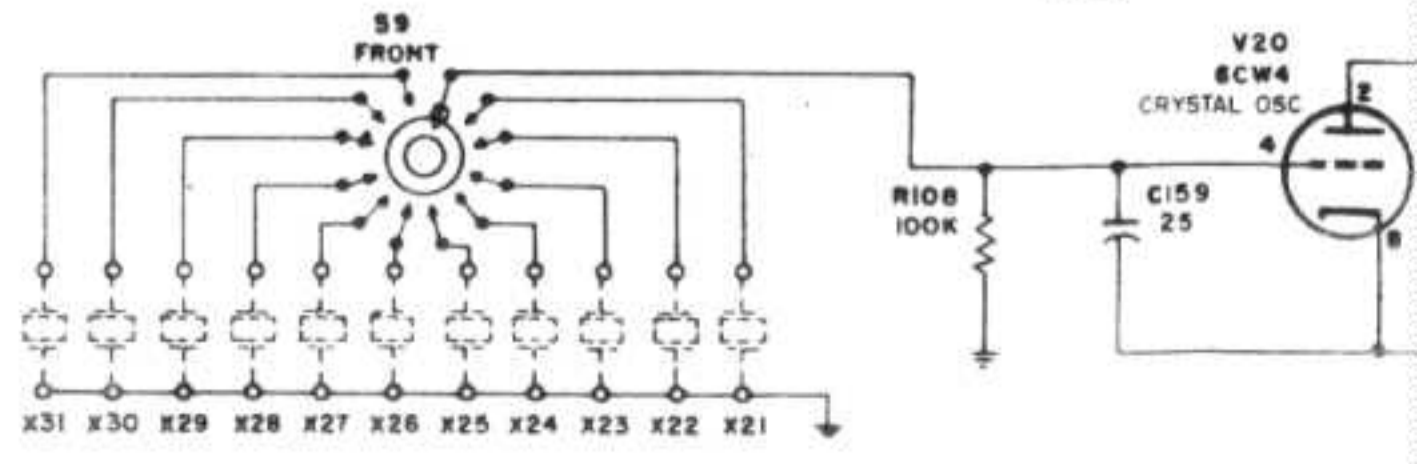 S9
FRONT
V20
6CW4
CRYSTAL OSC
2
4
R108
100K
C159
25
8
X31 X30 X29 X28 X27 X26 X25 X24 X23 X22 X21